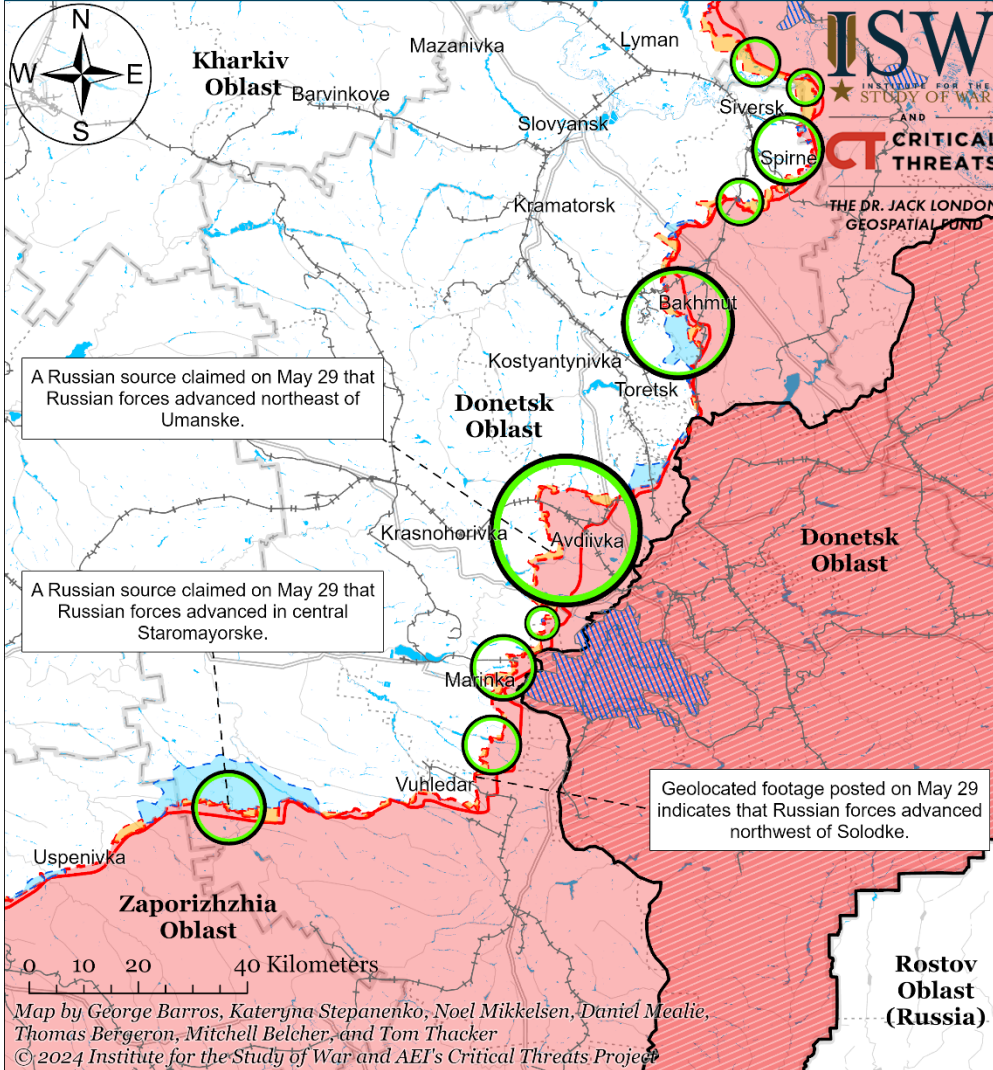 N
W E
S
Kharkiv
Oblast
Mazanivka
Lyman
Barvinkove
Slovyansk
Siversk
Spirne
Kramatorsk
ISW
INSTITUTE FOR THE
STUDY OF WAR
AND
CT CRITICAL
THREATS
THE DR. JACK LONDON
GEOSPATIAL FUND
Bakhmut
Kostyantynivka
Toretsk
A Russian source claimed on May 29 that
Russian forces advanced northeast of
Umanske.
Donetsk
Oblast
Krasnohorivka
Avdiivka
Donetsk
Oblast
A Russian source claimed on May 29 that
Russian forces advanced in central
Staromayorske.
Marinka
Vuhledar
Geolocated footage posted on May 29
indicates that Russian forces advanced
northwest of Solodke.
Uspenivka
Zaporizhzhia
Oblast
Rostov
Oblast
(Russia)
0 10 20 40 Kilometers
Map by George Barros, Kateryna Stepanenko, Noel Mikkelsen, Daniel Mealie,
Thomas Bergeron, Mitchell Belcher, and Tom Thacker
© 2024 Institute for the Study of War and AEI's Critical Threats Project